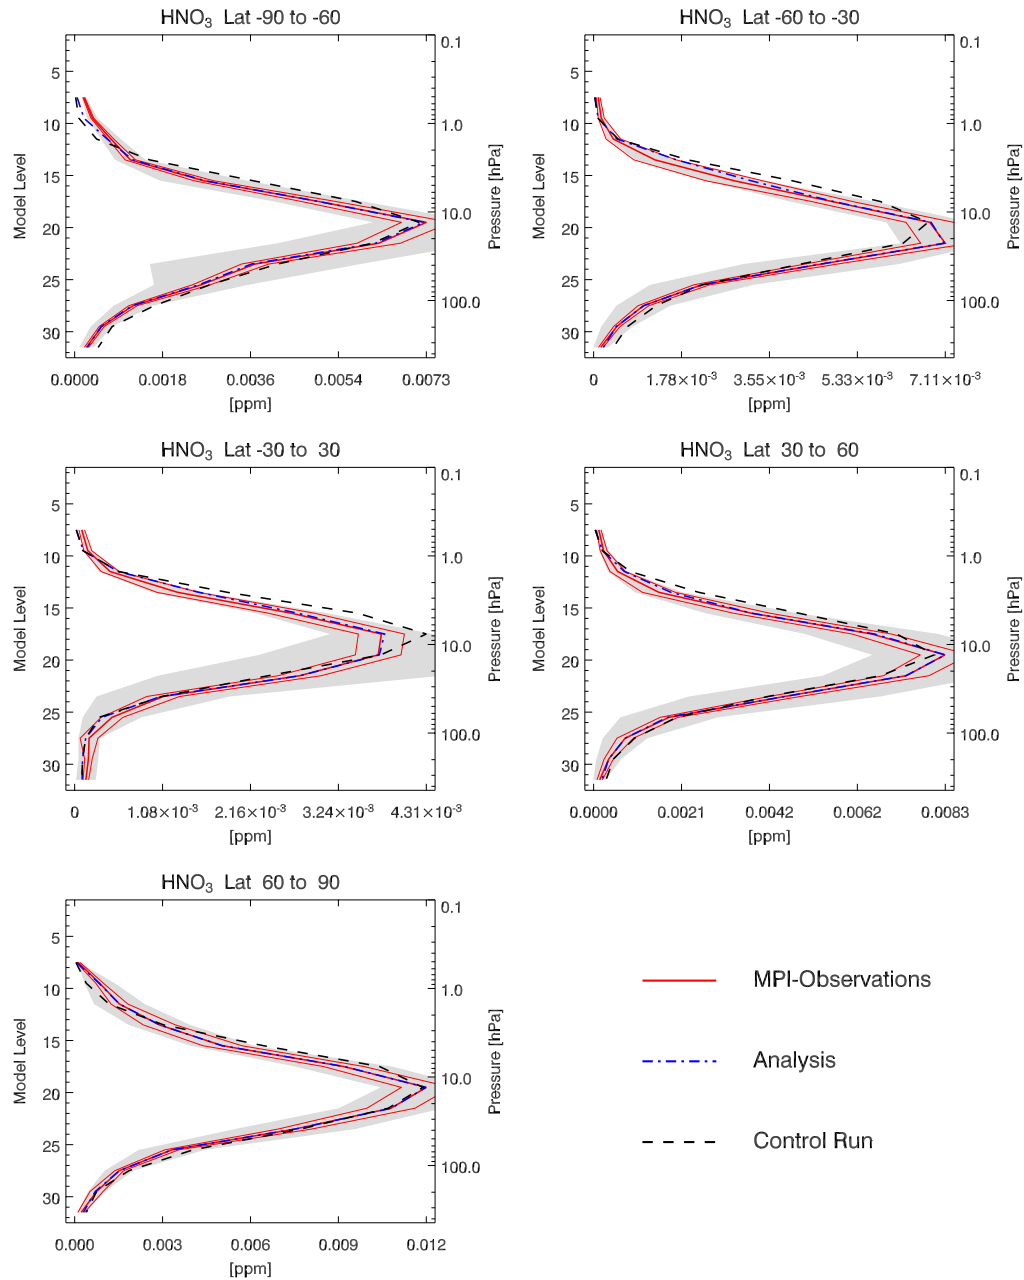 HNO₃ Lat -90 to -60
Model Level
5
10
15
20
25
30
0.1
1.0
10.0
100.0
Pressure [hPa]
0.0000 0.0018 0.0036 0.0054 0.0073
[ppm]
HNO₃ Lat -60 to -30
Model Level
5
10
15
20
25
30
0.1
1.0
10.0
100.0
Pressure [hPa]
0 1.78×10⁻³ 3.55×10⁻³ 5.33×10⁻³ 7.11×10⁻³
[ppm]
HNO₃ Lat -30 to 30
Model Level
5
10
15
20
25
30
0.1
1.0
10.0
100.0
Pressure [hPa]
0 1.08×10⁻³ 2.16×10⁻³ 3.24×10⁻³ 4.31×10⁻³
[ppm]
HNO₃ Lat 30 to 60
Model Level
5
10
15
20
25
30
0.1
1.0
10.0
100.0
Pressure [hPa]
0.0000 0.0021 0.0042 0.0062 0.0083
[ppm]
HNO₃ Lat 60 to 90
Model Level
5
10
15
20
25
30
0.1
1.0
10.0
100.0
Pressure [hPa]
0.000 0.003 0.006 0.009 0.012
[ppm]
MPI-Observations
Analysis
Control Run